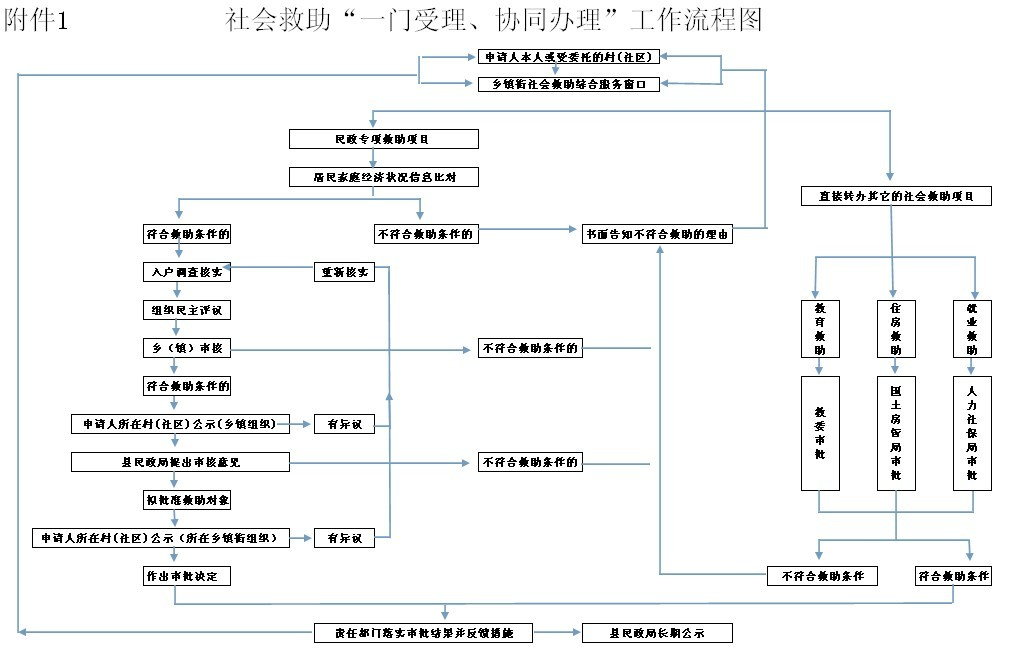 附件1 社会救助“一门受理、协同办理”工作流程图
申请人本人或受委托的村(社区)
乡镇街社会救助综合服务窗口
民政专项救助项目
居民家庭经济状况信息比对
直接转办其它的社会救助项目
符合救助条件的
不符合救助条件的
书面告知不符合救助的理由
入户调查核实
重新核实
组织民主评议
教育救助
住房救助
就业救助
乡（镇）审核
不符合救助条件的
符合救助条件的
教委审批
国土房管局审批
人力社保局审批
申请人所在村(社区)公示(乡镇组织)
有异议
县民政局提出审核意见
不符合救助条件的
拟批准救助对象
申请人所在村(社区)公示（所在乡镇街组织）
有异议
作出审批决定
不符合救助条件
符合救助条件
责任部门落实审批结果并反馈措施
县民政局长期公示